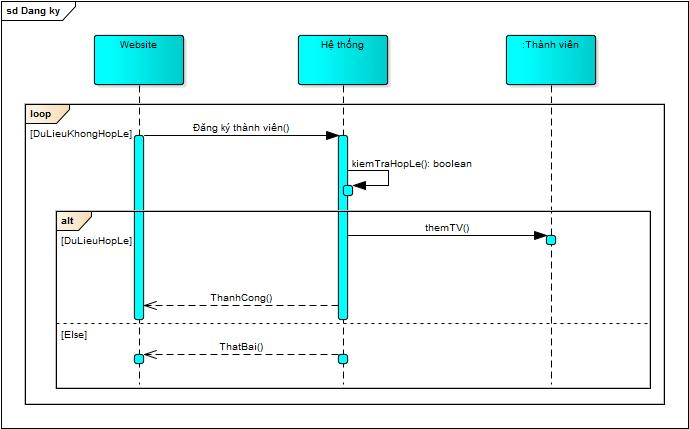 sd Dang ky
Website
Hệ thống
:Thành viên
loop
[DuLieuKhongHopLe]
Đăng ký thành viên()
kiemTraHopLe(): boolean
alt
[DuLieuHopLe]
themTV()
ThanhCong()
[Else]
ThatBai()